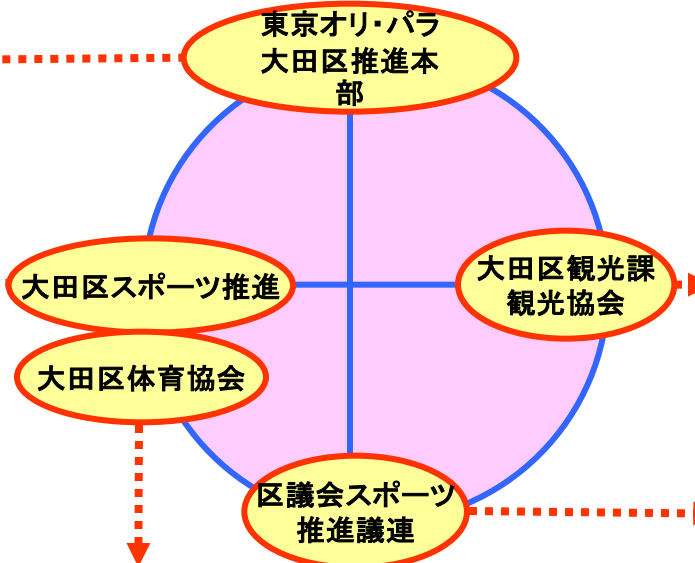 東京オリ・パラ
大田区推進本
部
大田区スポーツ推進
大田区観光課
観光協会
大田区体育協会
区議会スポーツ
推進議連